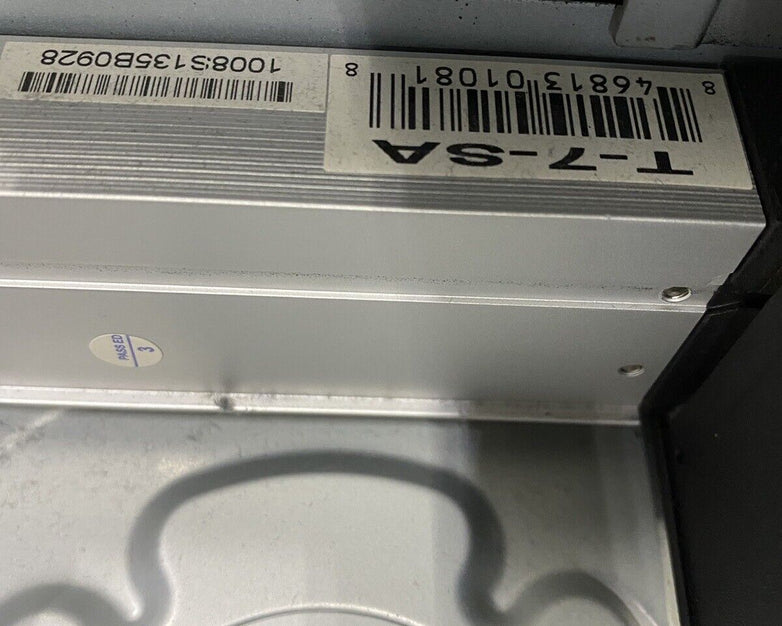 T-7-SA
8 46813 01081 8
1008:S135B0928
PASSED
3